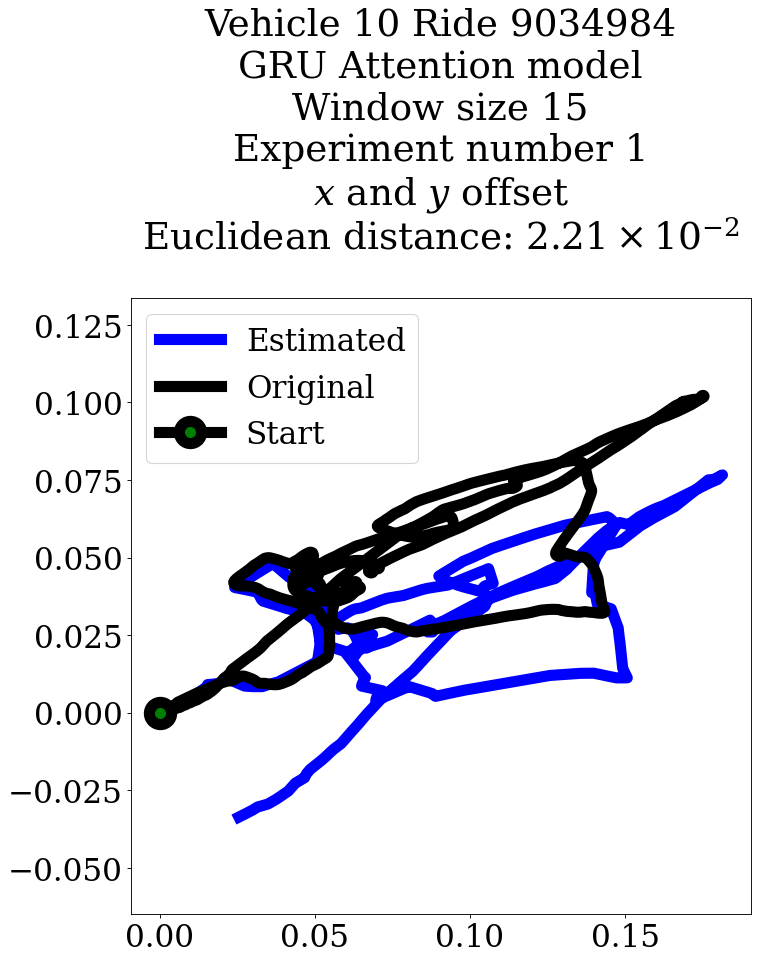 Vehicle 10 Ride 9034984
GRU Attention model
Window size 15
Experiment number 1
x and y offset
Euclidean distance: 2.21 × 10⁻²
Estimated
Original
Start
0.125
0.100
0.075
0.050
0.025
0.000
−0.025
−0.050
0.00 0.05 0.10 0.15